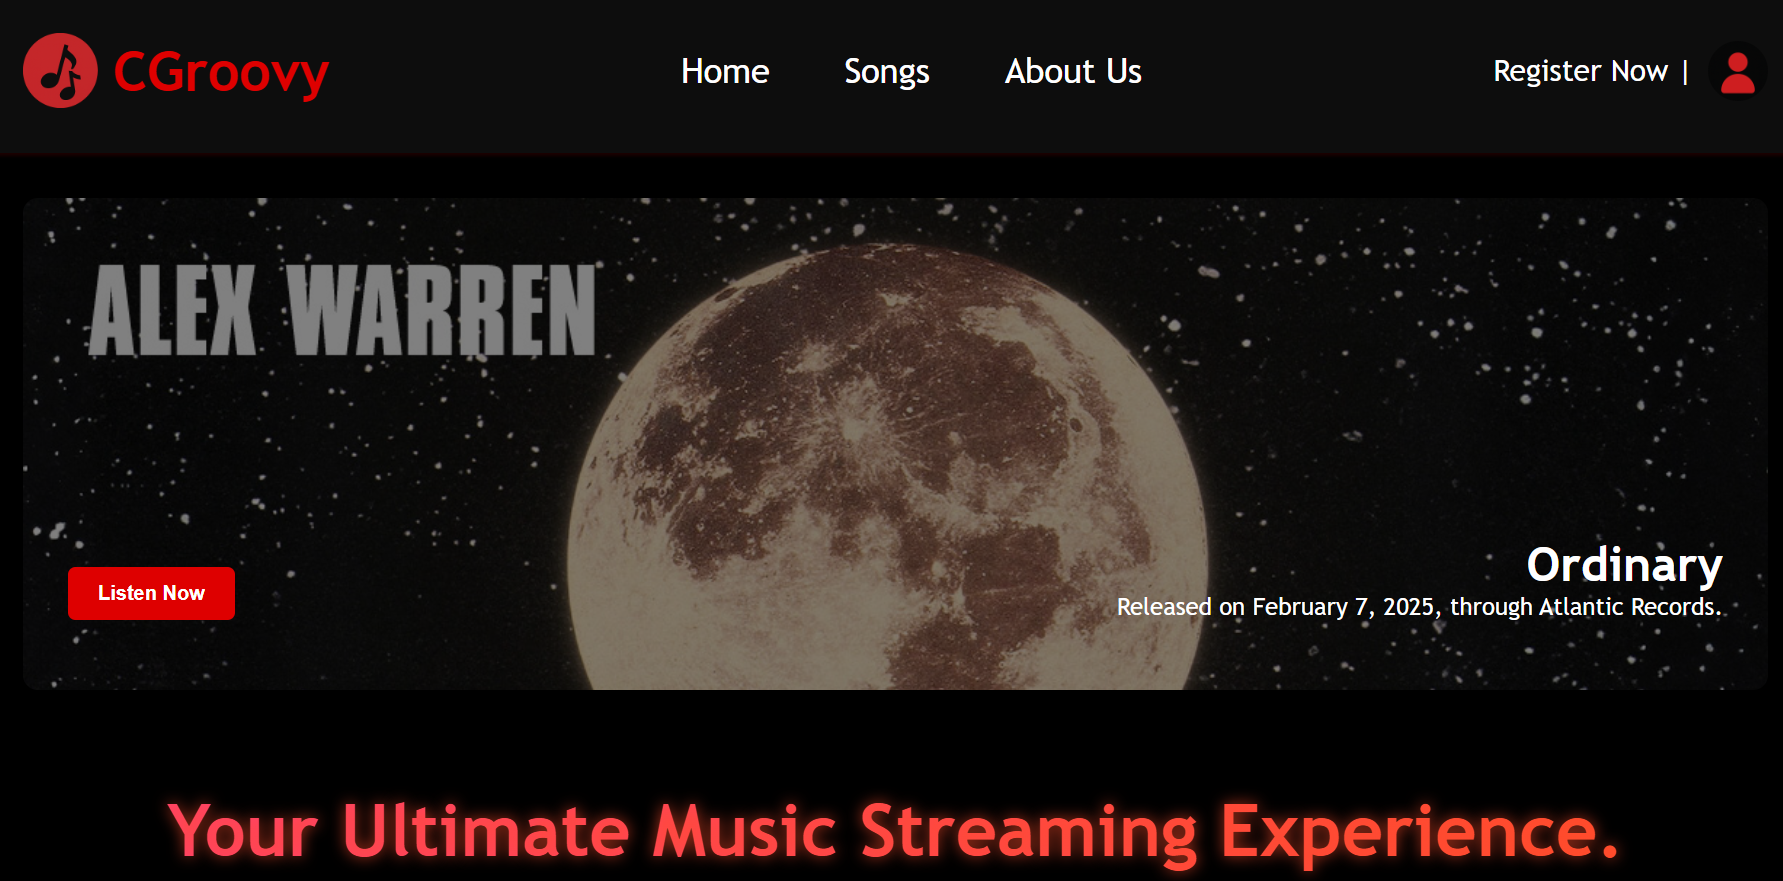 CGroovy
Home Songs About Us
Register Now |
ALEX WARREN
Listen Now
Ordinary
Released on February 7, 2025, through Atlantic Records.
Your Ultimate Music Streaming Experience.